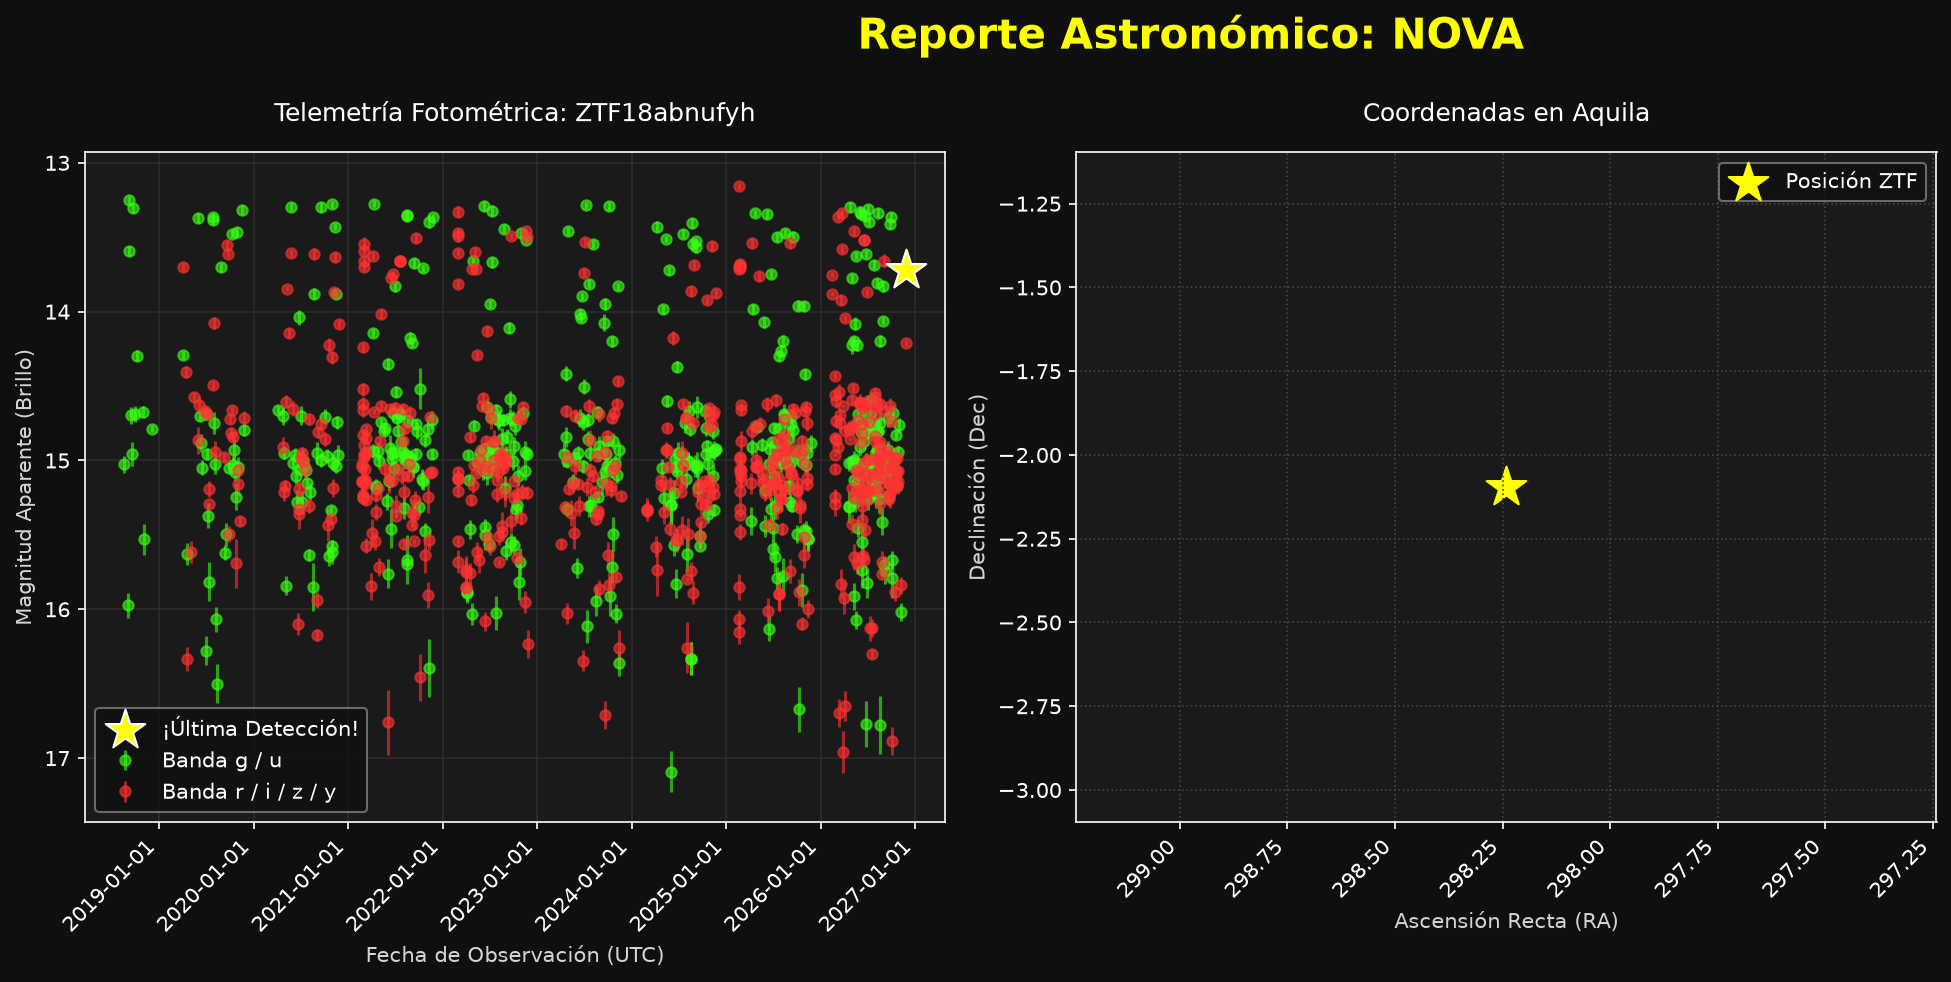 Reporte Astronómico: NOVA
Telemetría Fotométrica: ZTF18abnufyh
Magnitud Aparente (Brillo)
13
14
15
16
17
¡Última Detección!
Banda g / u
Banda r / i / z / y
2019-01-01
2020-01-01
2021-01-01
2022-01-01
2023-01-01
2024-01-01
2025-01-01
2026-01-01
2027-01-01
Fecha de Observación (UTC)
Coordenadas en Aquila
Posición ZTF
Declinación (Dec)
−1.25
−1.50
−1.75
−2.00
−2.25
−2.50
−2.75
−3.00
299.00
298.75
298.50
298.25
298.00
297.75
297.50
297.25
Ascensión Recta (RA)